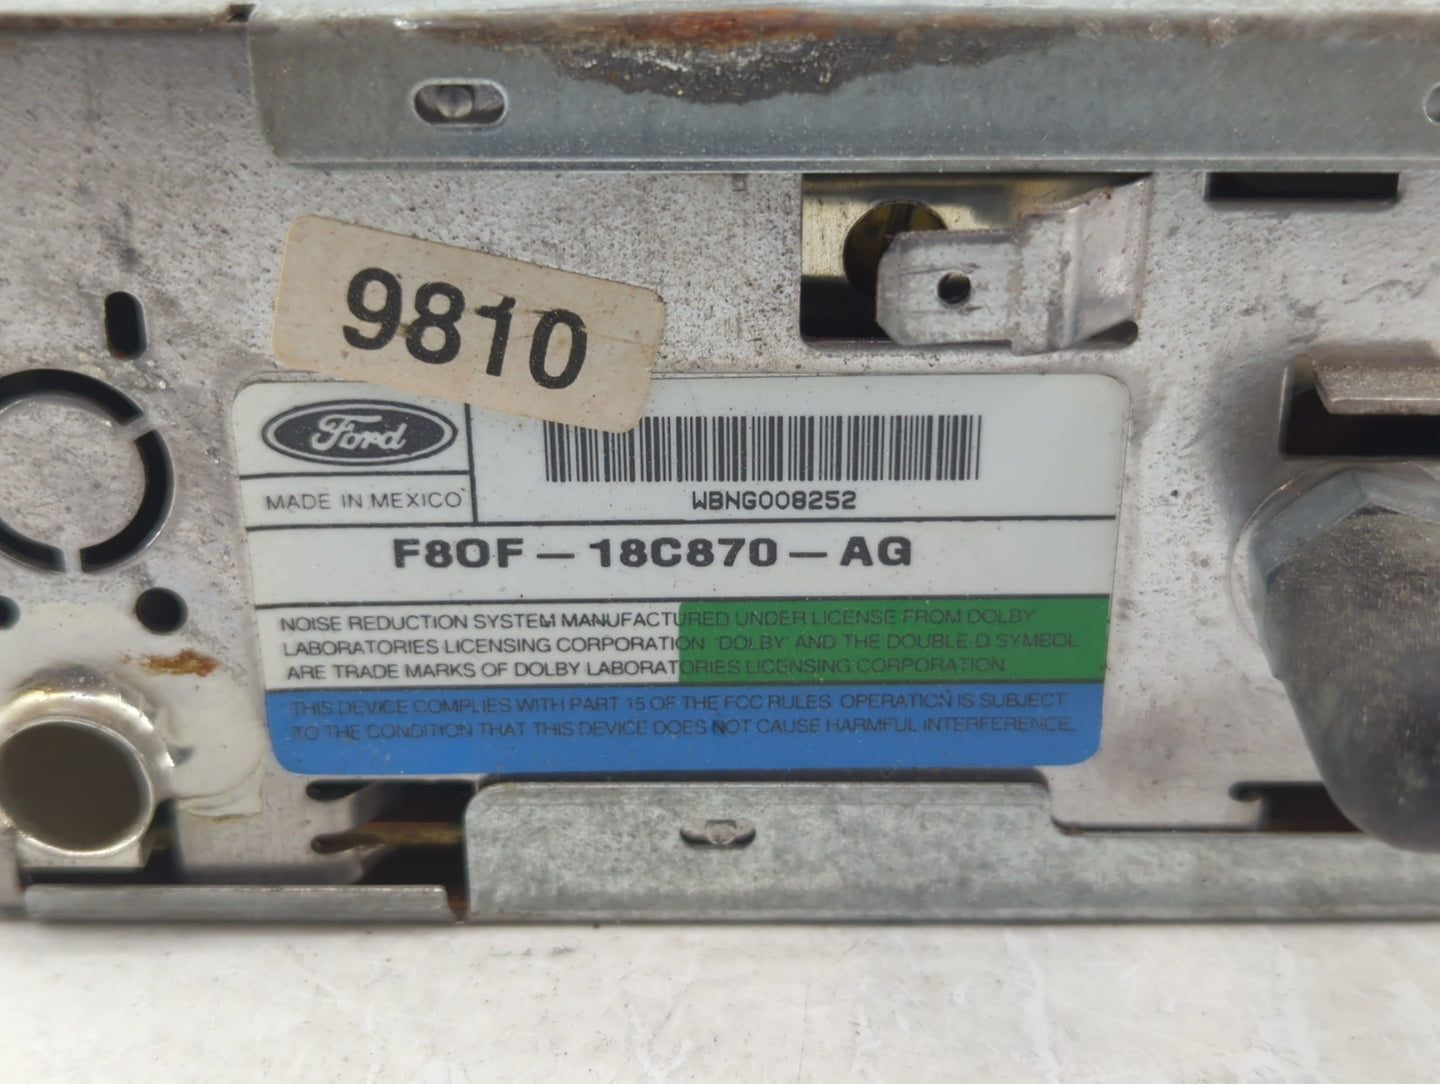 9810
Ford
MADE IN MEXICO
WBNG008252
F80F-18C870-AG
NOISE REDUCTION SYSTEM MANUFACTURED UNDER LICENSE FROM DOLBY
LABORATORIES LICENSING CORPORATION 'DOLBY' AND THE DOUBLE-D SYMBOL
ARE TRADE MARKS OF DOLBY LABORATORIES LICENSING CORPORATION.
THIS DEVICE COMPLIES WITH PART 15 OF THE FCC RULES. OPERATION IS SUBJECT
TO THE CONDITION THAT THIS DEVICE DOES NOT CAUSE HARMFUL INTERFERENCE.